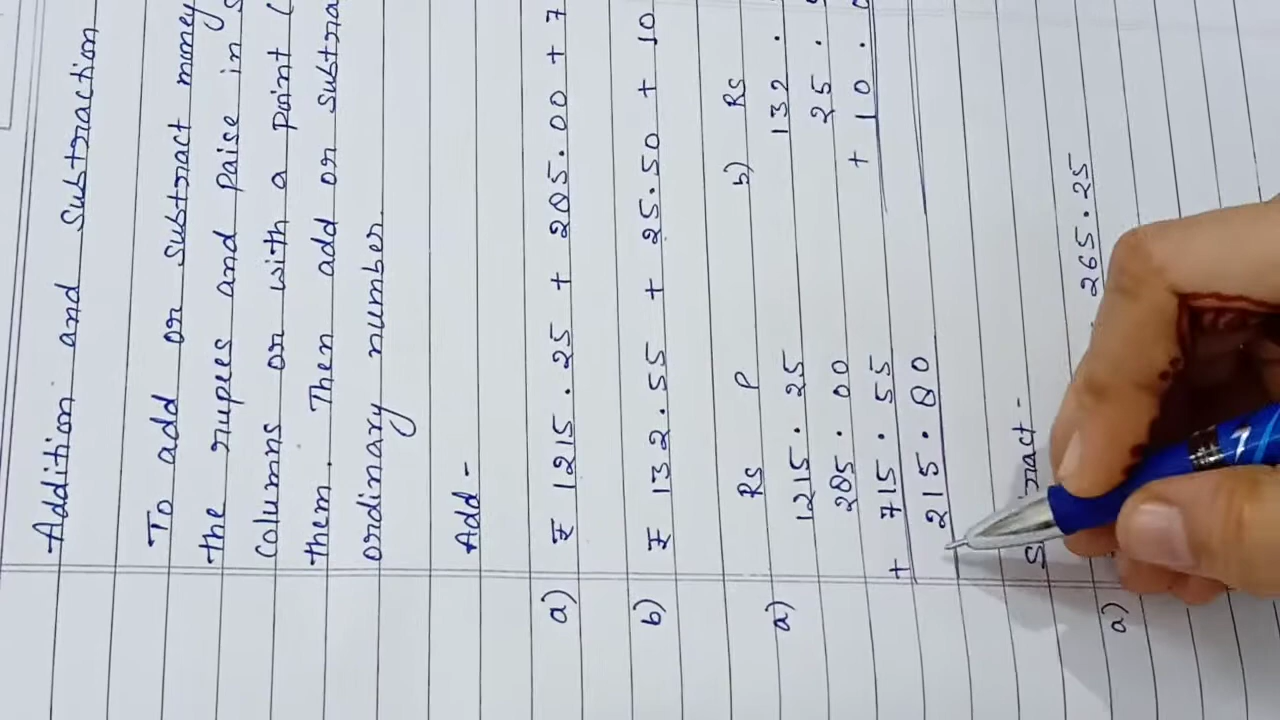 Addition and Subtraction
To add or subtract money
the rupees and paise in
Columns or with a point (
them. Then add or subtra
ordinary number.
Add -
a) ₹ 1215.25 + 205.00 + 7
b) ₹ 132.55 + 25.50 + 10
Rs P b) Rs
a) 1215.25 132.
205.00 25.
+ 715.55 + 10.
215.80
ract -
a) 265.25